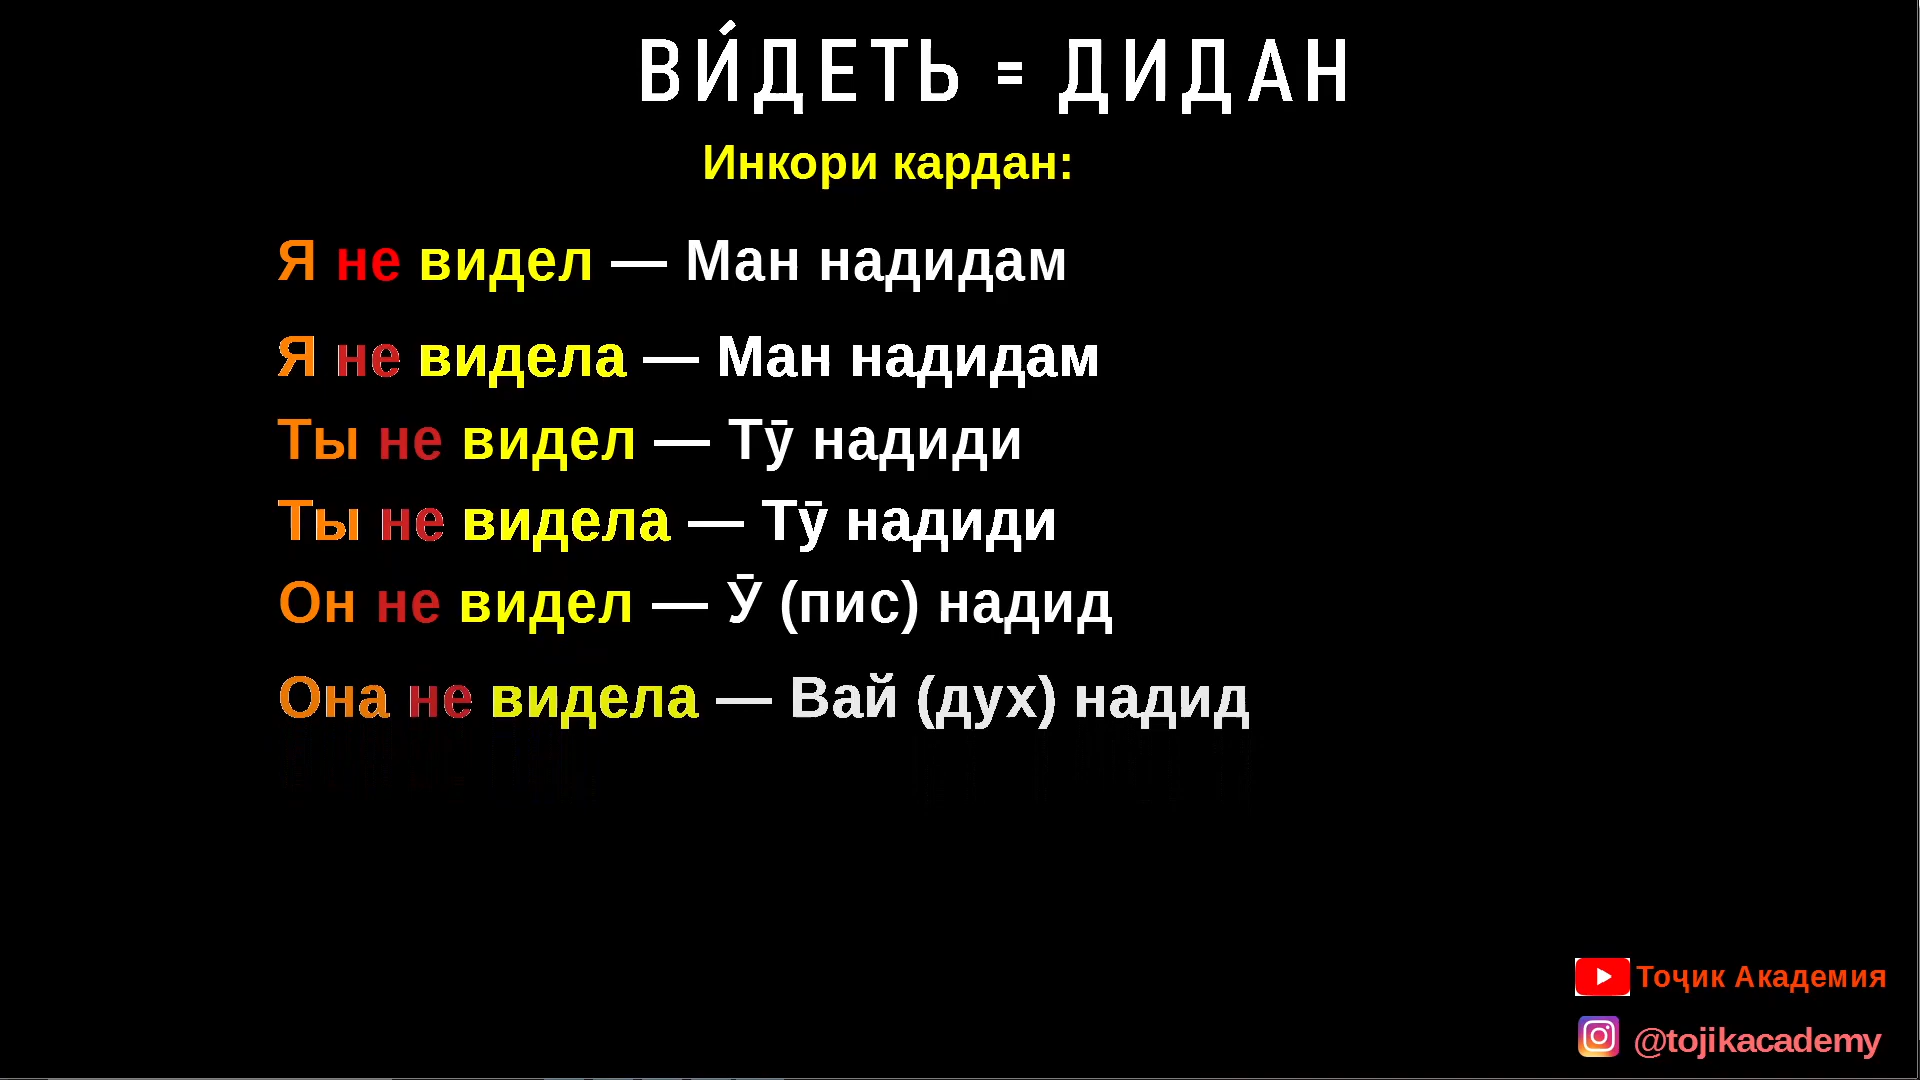 ВИ́ДЕТЬ = ДИДАН
Инкори кардан:
Я не видел — Ман надидам
Я не видела — Ман надидам
Ты не видел — Тӯ надиди
Ты не видела — Тӯ надиди
Он не видел — Ӯ (пис) надид
Она не видела — Вай (дух) надид
Тоҷик Академия
@tojikacademy